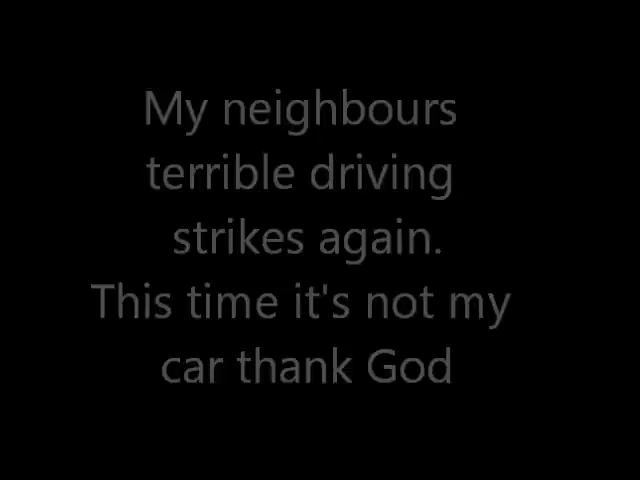 My neighbours
terrible driving
strikes again.
This time it's not my
car thank God